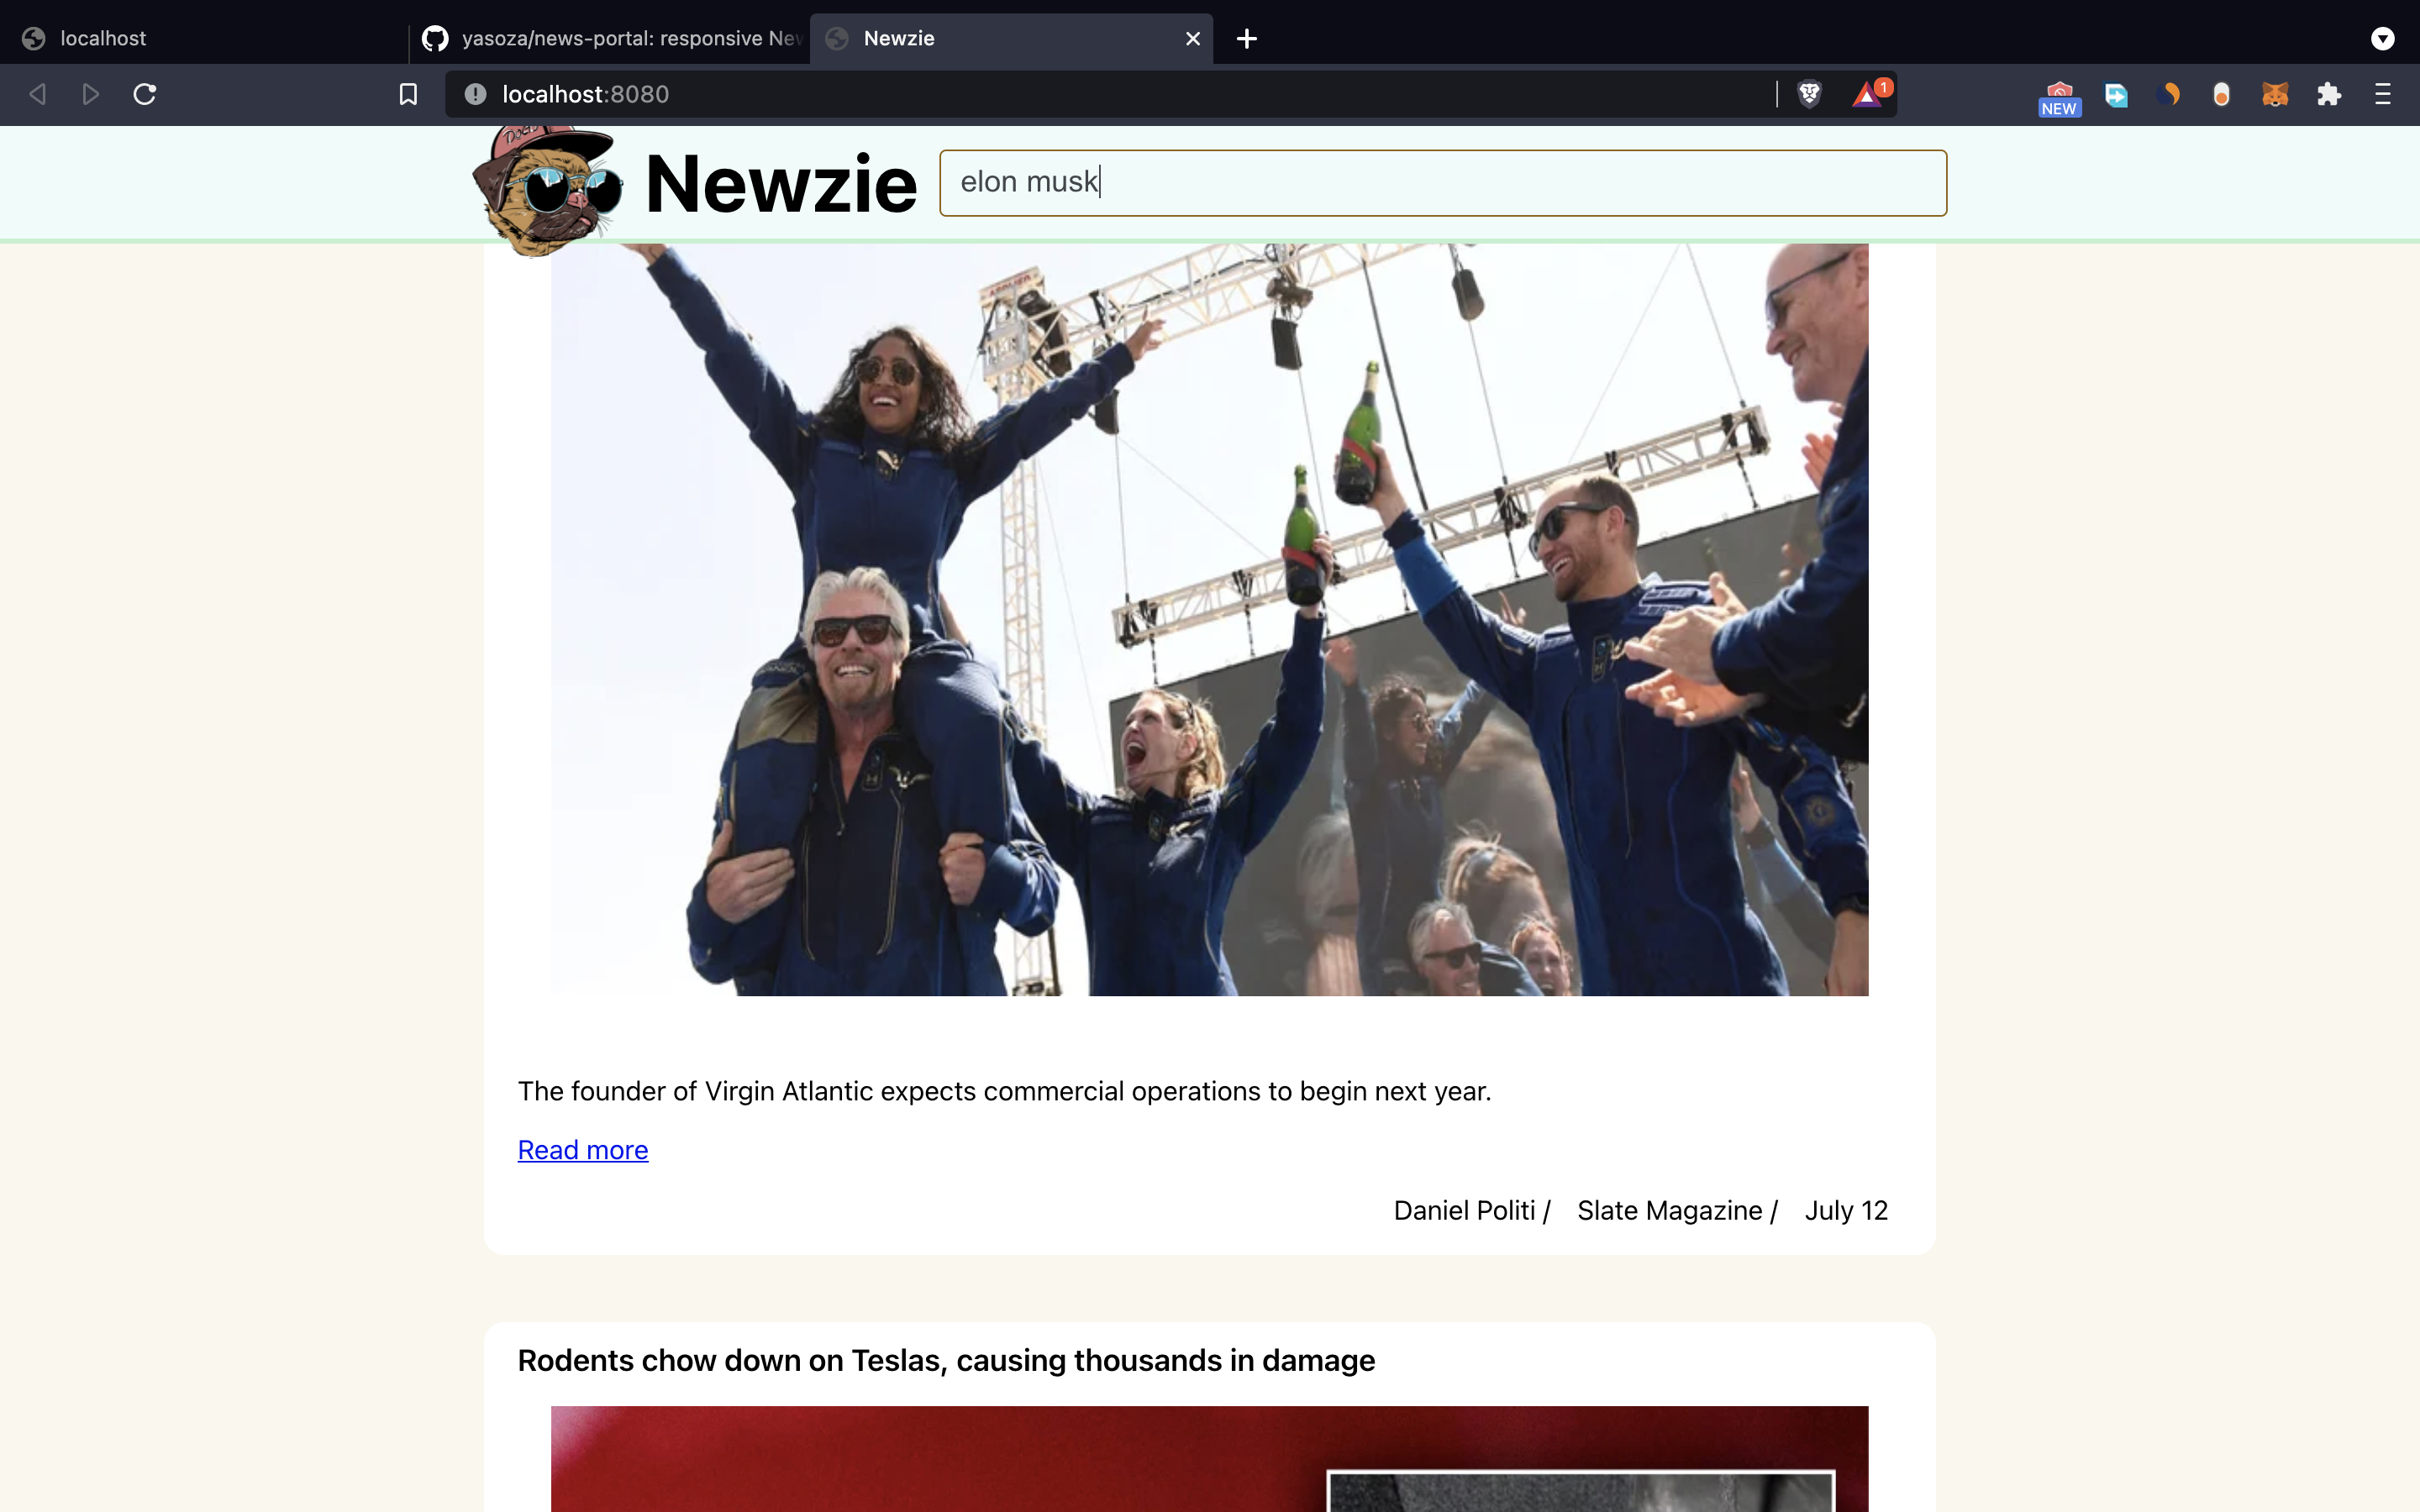 localhost
yasoza/news-portal: responsive Nev
Newzie
localhost:8080
1
NEW
Newzie
elon musk
The founder of Virgin Atlantic expects commercial operations to begin next year.
Read more
Daniel Politi / Slate Magazine / July 12
Rodents chow down on Teslas, causing thousands in damage